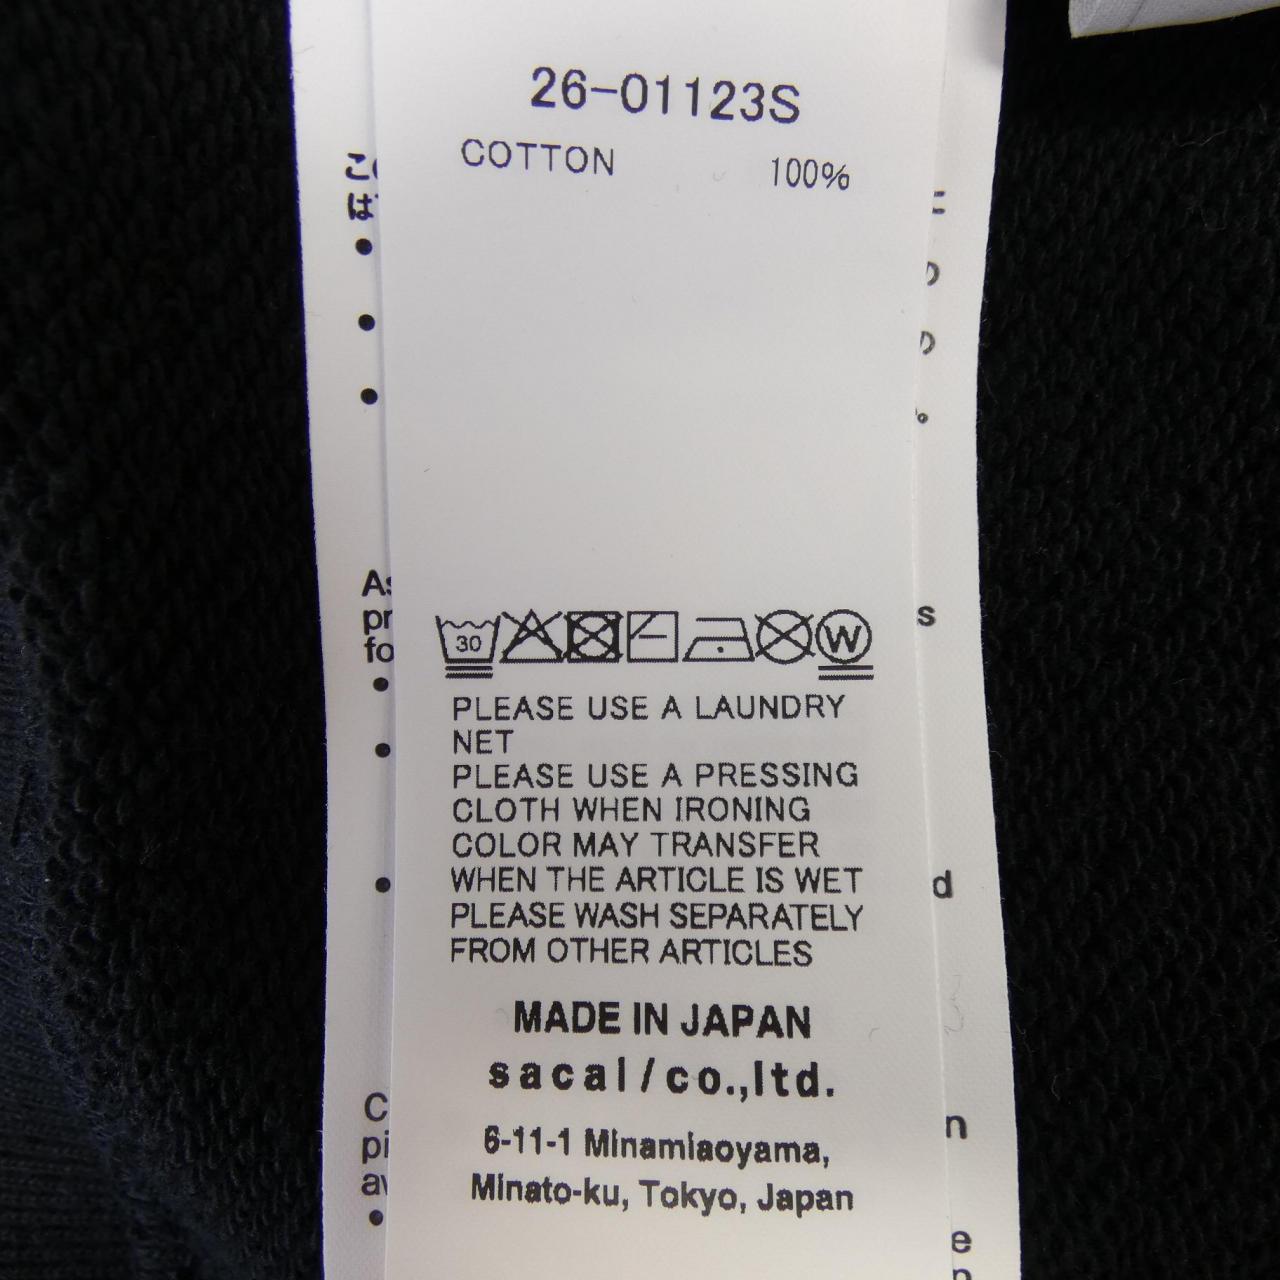 26-01123S
COTTON 100%
30
W
PLEASE USE A LAUNDRY
NET
PLEASE USE A PRESSING
CLOTH WHEN IRONING
COLOR MAY TRANSFER
WHEN THE ARTICLE IS WET
PLEASE WASH SEPARATELY
FROM OTHER ARTICLES
MADE IN JAPAN
sacai/co.,ltd.
6-11-1 Minamiaoyama,
Minato-ku, Tokyo, Japan